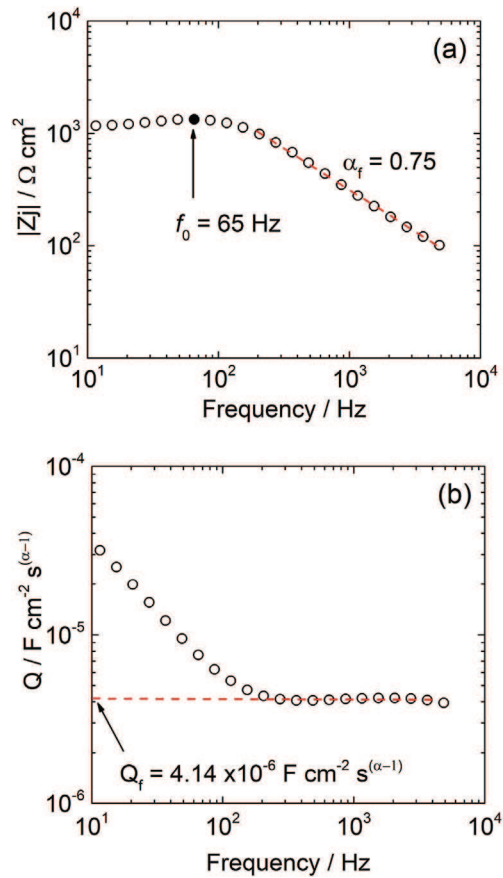 (a)
10⁴
10³
10²
10¹
|Zj| / Ω cm²
α_f = 0.75
f₀ = 65 Hz
10¹ 10² 10³ 10⁴
Frequency / Hz
(b)
10⁻⁴
10⁻⁵
10⁻⁶
Q / F cm⁻² s^(α−1)
Q_f = 4.14 x10⁻⁶ F cm⁻² s^(α−1)
10¹ 10² 10³ 10⁴
Frequency / Hz